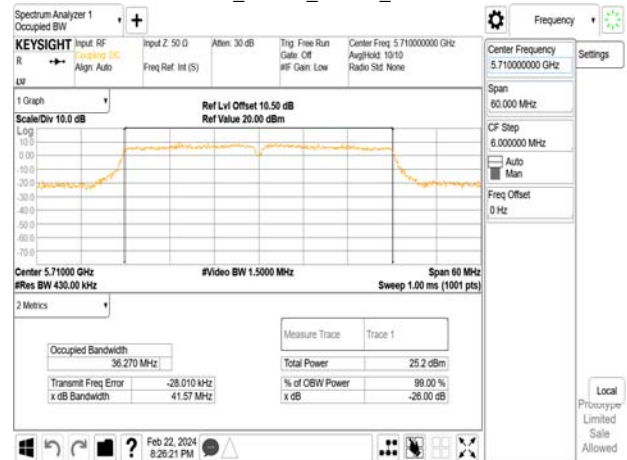 Spectrum Analyzer 1
Occupied BW
Frequency
KEYSIGHT
R
LU
Input: RF
Coupling: DC
Align: Auto
Input Z: 50 Ω
Freq Ref: Int (S)
Atten: 30 dB
Trig: Free Run
Gate: Off
#IF Gain: Low
Center Freq: 5.710000000 GHz
Avg|Hold: 10/10
Radio Std: None
Center Frequency
5.710000000 GHz
Settings
Span
60.000 MHz
CF Step
6.000000 MHz
Auto
Man
Freq Offset
0 Hz
1 Graph
Scale/Div 10.0 dB
Ref Lvl Offset 10.50 dB
Ref Value 20.00 dBm
Log
10.0
0.00
-10.0
-20.0
-30.0
-40.0
-50.0
-60.0
-70.0
Center 5.71000 GHz
#Res BW 430.00 kHz
#Video BW 1.5000 MHz
Span 60 MHz
Sweep 1.00 ms (1001 pts)
2 Metrics
Measure Trace
Trace 1
Occupied Bandwidth
36.270 MHz
Total Power
25.2 dBm
Transmit Freq Error
-28.010 kHz
% of OBW Power
99.00 %
x dB Bandwidth
41.57 MHz
x dB
-26.00 dB
Local
Prototype
Limited
Sale
Allowed
Feb 22, 2024
8:26:21 PM